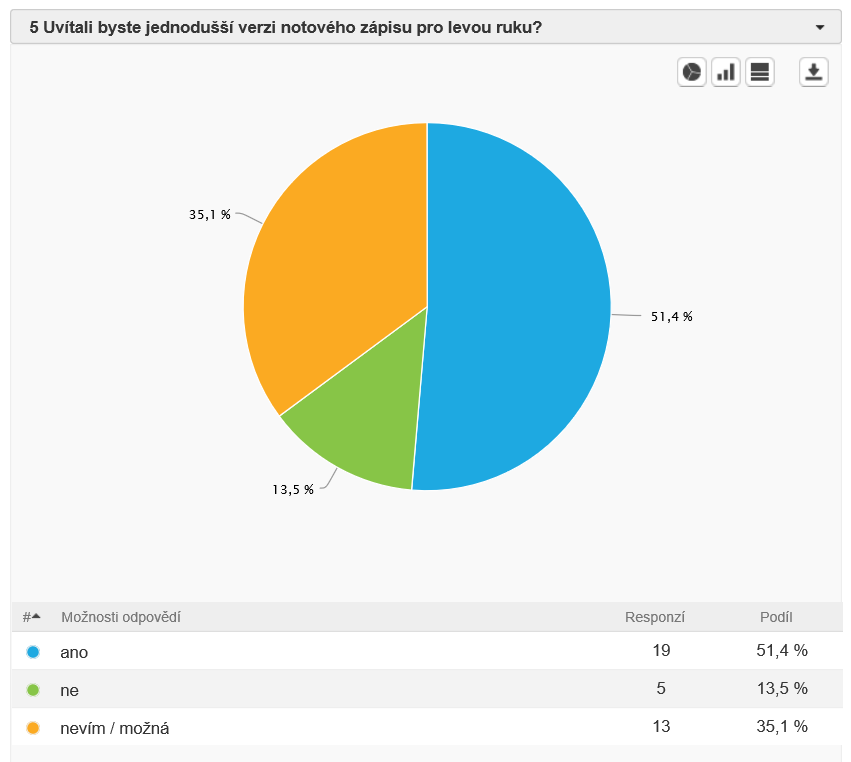 5 Uvítali byste jednodušší verzi notového zápisu pro levou ruku?
35,1 %
51,4 %
13,5 %
# Možnosti odpovědí Responzí Podíl
ano 19 51,4 %
ne 5 13,5 %
nevím / možná 13 35,1 %